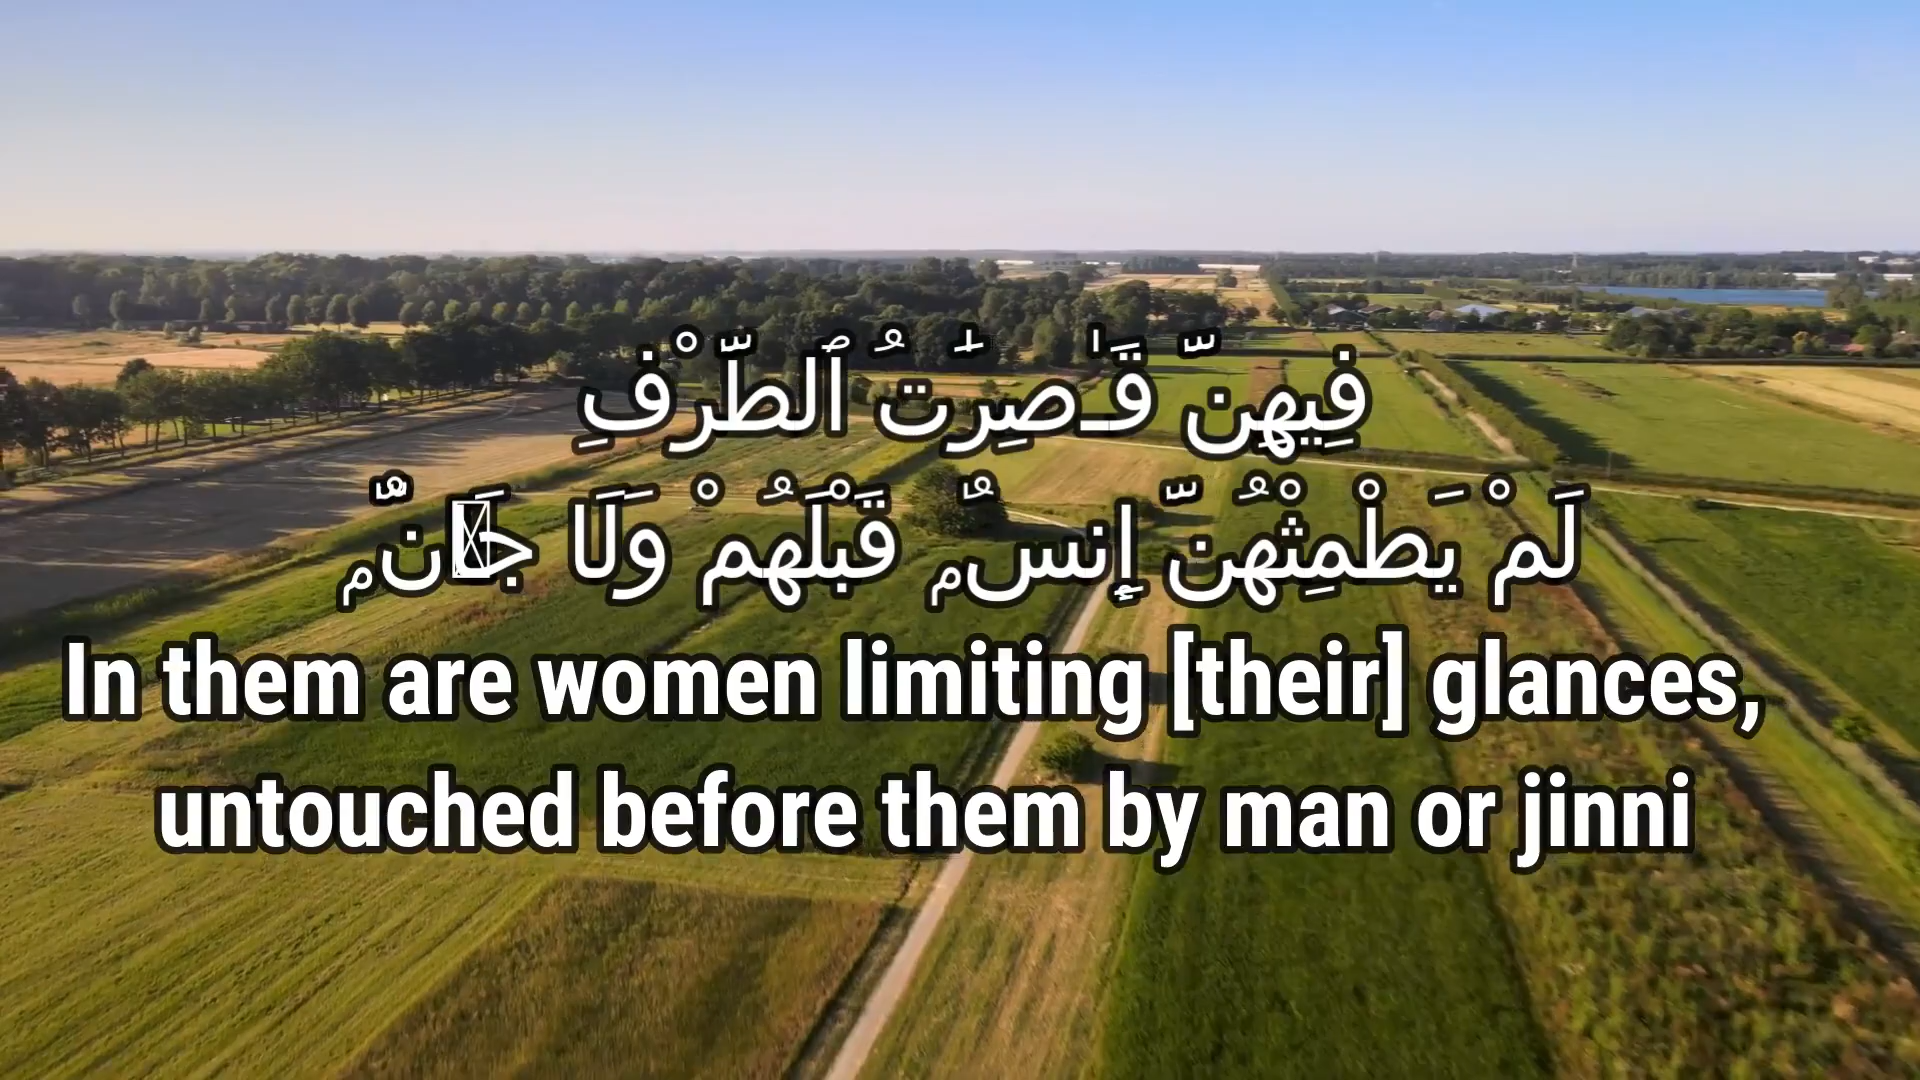 فِيهِنَّ قَـٰصِرَٰتُ ٱلطَّرْفِ
لَمْ يَطْمِثْهُنَّ إِنسٌۭ قَبْلَهُمْ وَلَا جَآنٌّۭ
In them are women limiting [their] glances,
untouched before them by man or jinni